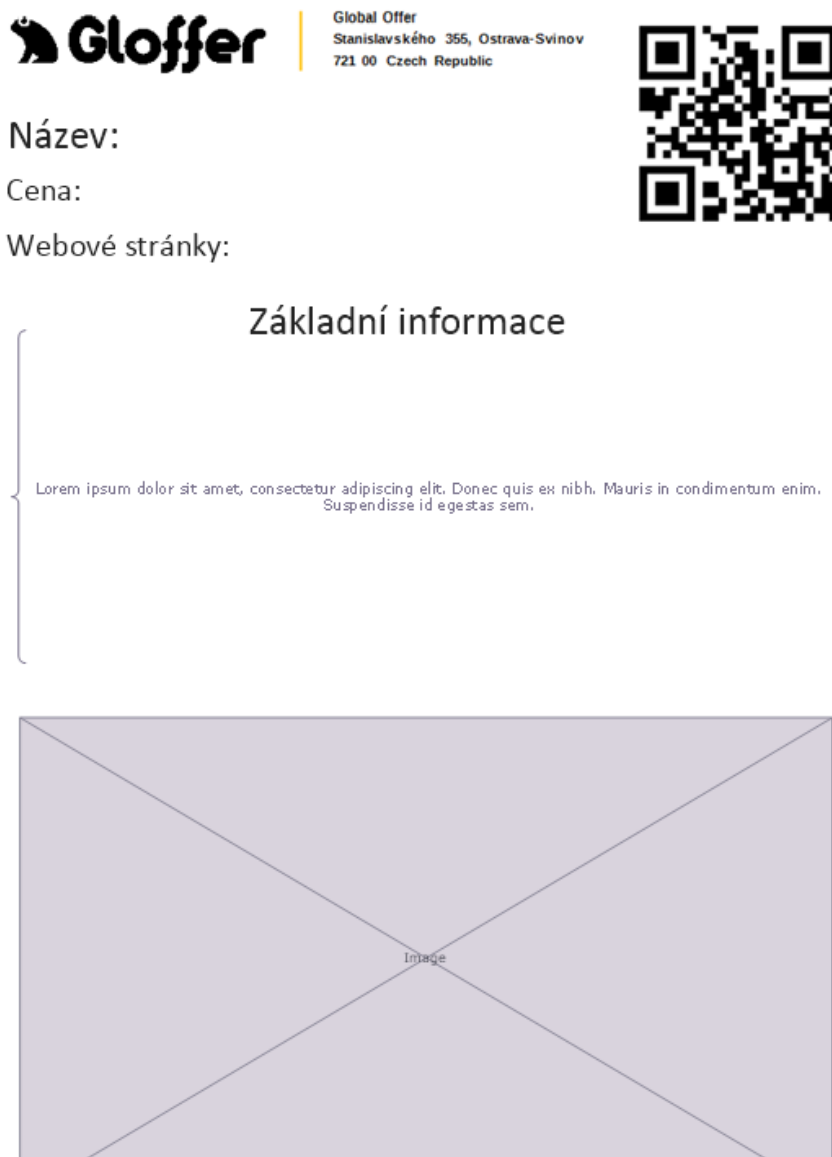 Gloffer
Global Offer
Stanislavského 355, Ostrava-Svinov
721 00 Czech Republic
Název:
Cena:
Webové stránky:
Základní informace
Lorem ipsum dolor sit amet, consectetur adipiscing elit. Donec quis ex nibh. Mauris in condimentum enim.
Suspendisse id egestas sem.
Image